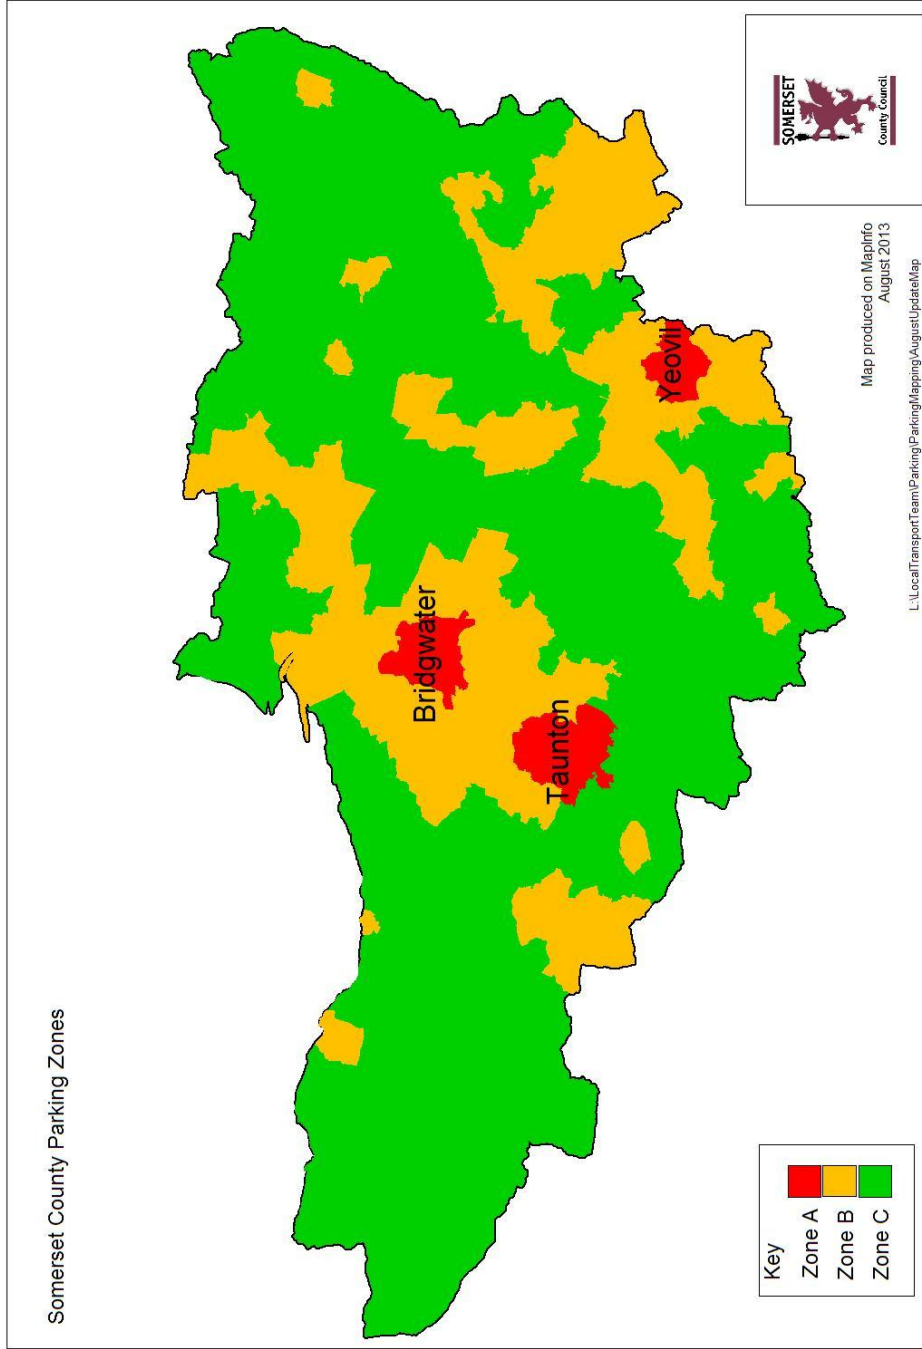 Somerset County Parking Zones
Bridgwater
Taunton
Yeovil
Key
Zone A
Zone B
Zone C
Map produced on MapInfo
August 2013
L:\LocalTransportTeam\Parking\ParkingMapping\AugustUpdateMap
SOMERSET
County Council